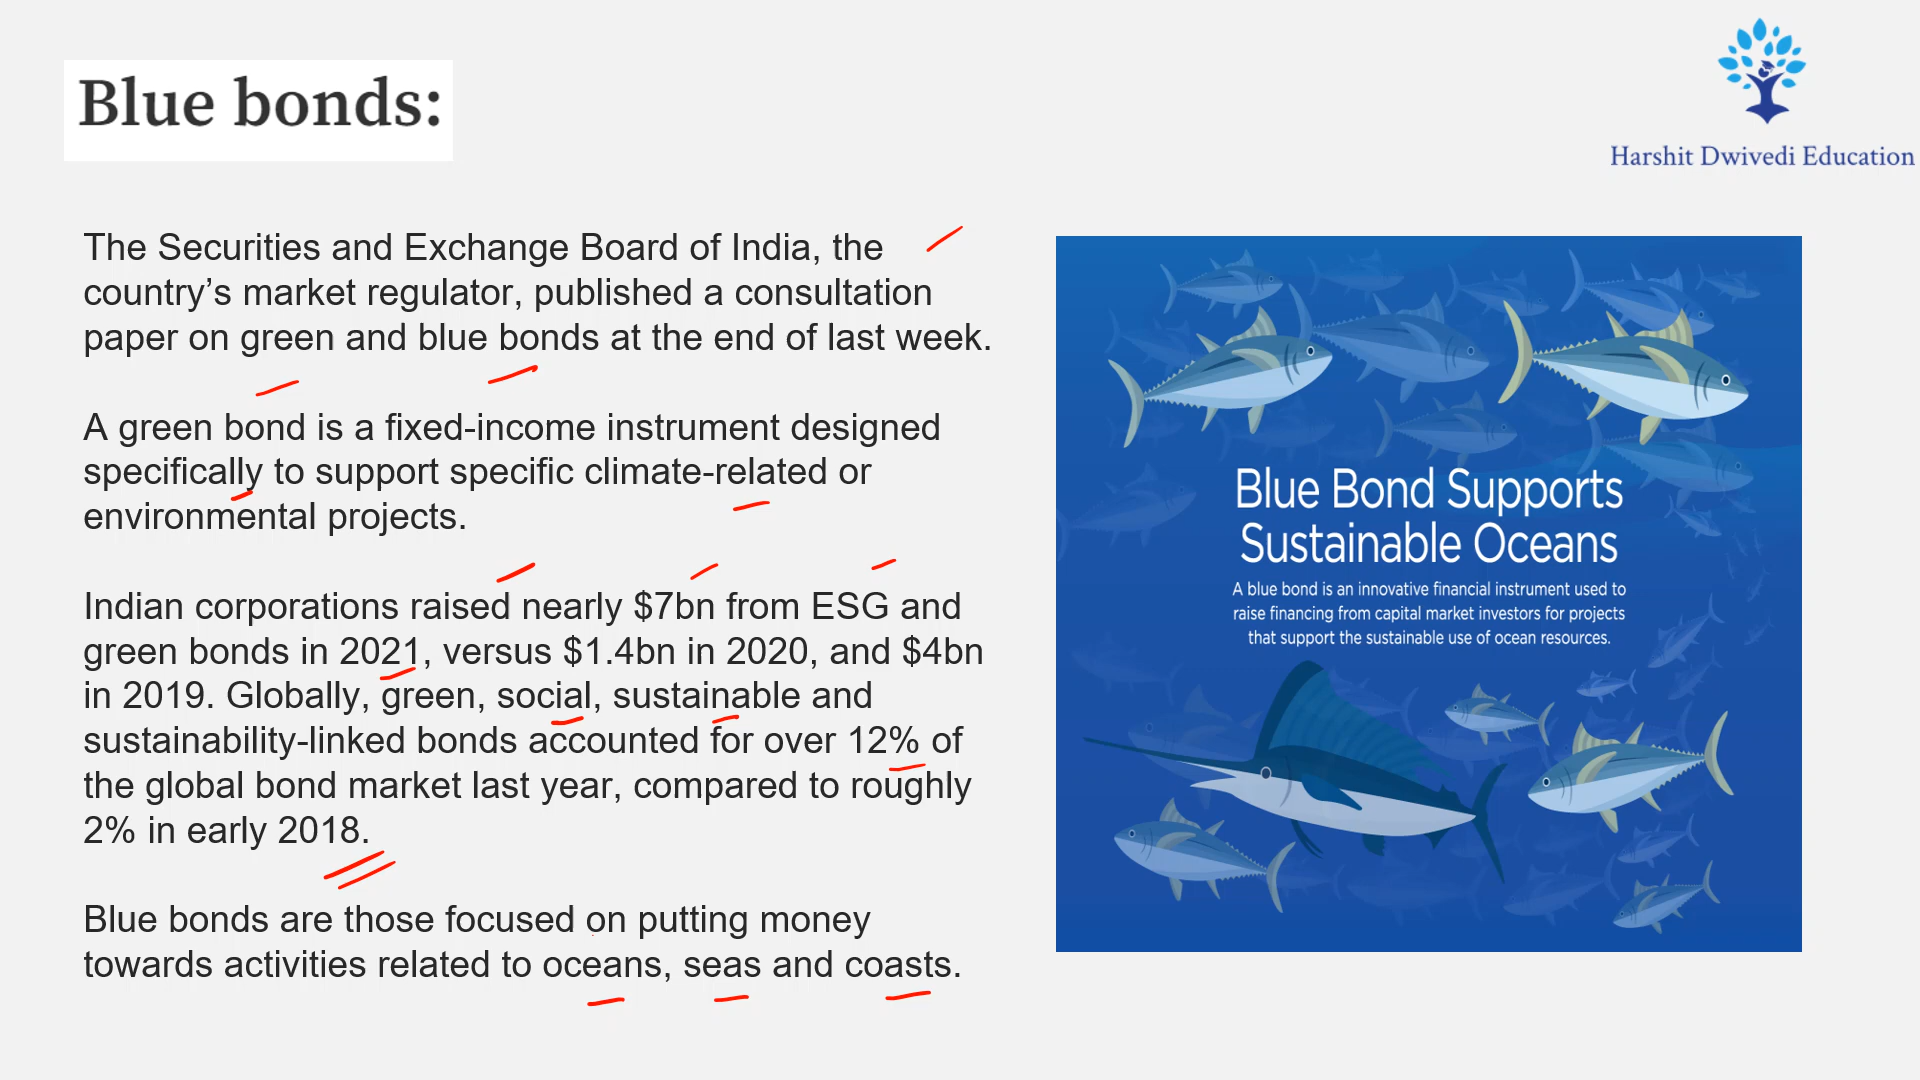 Blue bonds:
Harshit Dwivedi Education
The Securities and Exchange Board of India, the
country’s market regulator, published a consultation
paper on green and blue bonds at the end of last week.
A green bond is a fixed-income instrument designed
specifically to support specific climate-related or
environmental projects.
Indian corporations raised nearly $7bn from ESG and
green bonds in 2021, versus $1.4bn in 2020, and $4bn
in 2019. Globally, green, social, sustainable and
sustainability-linked bonds accounted for over 12% of
the global bond market last year, compared to roughly
2% in early 2018.
Blue bonds are those focused on putting money
towards activities related to oceans, seas and coasts.
Blue Bond Supports
Sustainable Oceans
A blue bond is an innovative financial instrument used to
raise financing from capital market investors for projects
that support the sustainable use of ocean resources.